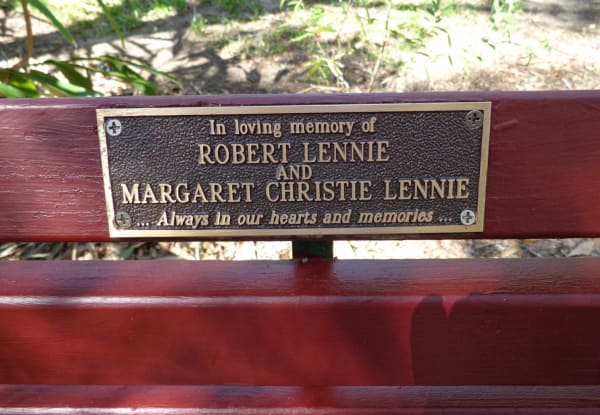 In loving memory of
ROBERT LENNIE
AND
MARGARET CHRISTIE LENNIE
... Always in our hearts and memories ...